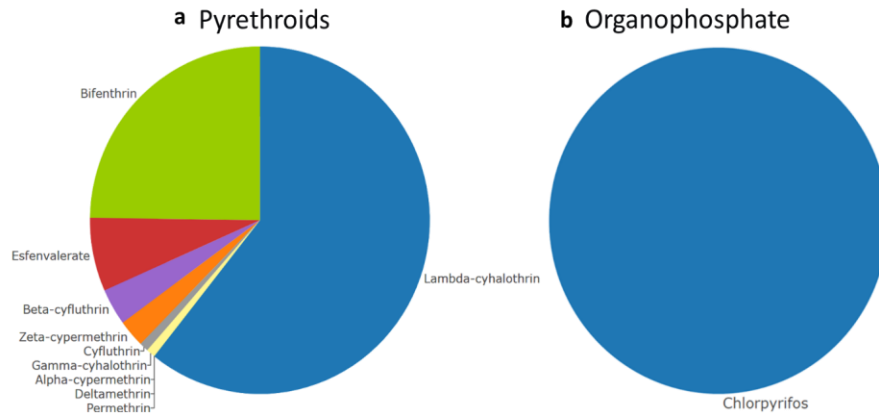 a Pyrethroids
Bifenthrin
Esfenvalerate
Beta-cyfluthrin
Zeta-cypermethrin
Cyfluthrin
Gamma-cyhalothrin
Alpha-cypermethrin
Deltamethrin
Permethrin
Lambda-cyhalothrin
b Organophosphate
Chlorpyrifos